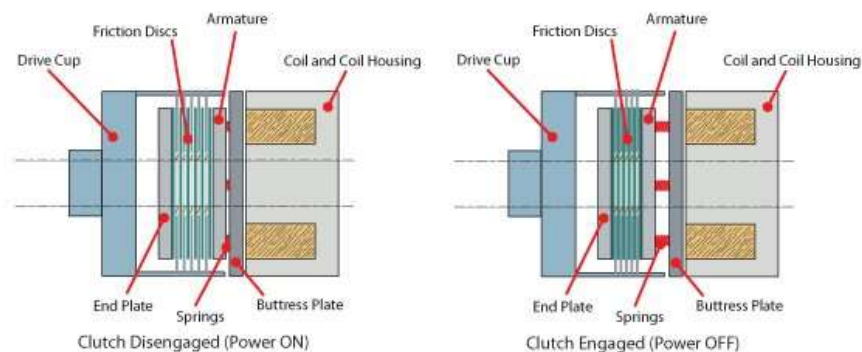 Armature
Friction Discs
Drive Cup
Coil and Coil Housing
End Plate
Springs
Buttress Plate
Clutch Disengaged (Power ON)
Armature
Friction Discs
Drive Cup
Coil and Coil Housing
End Plate
Springs
Buttress Plate
Clutch Engaged (Power OFF)